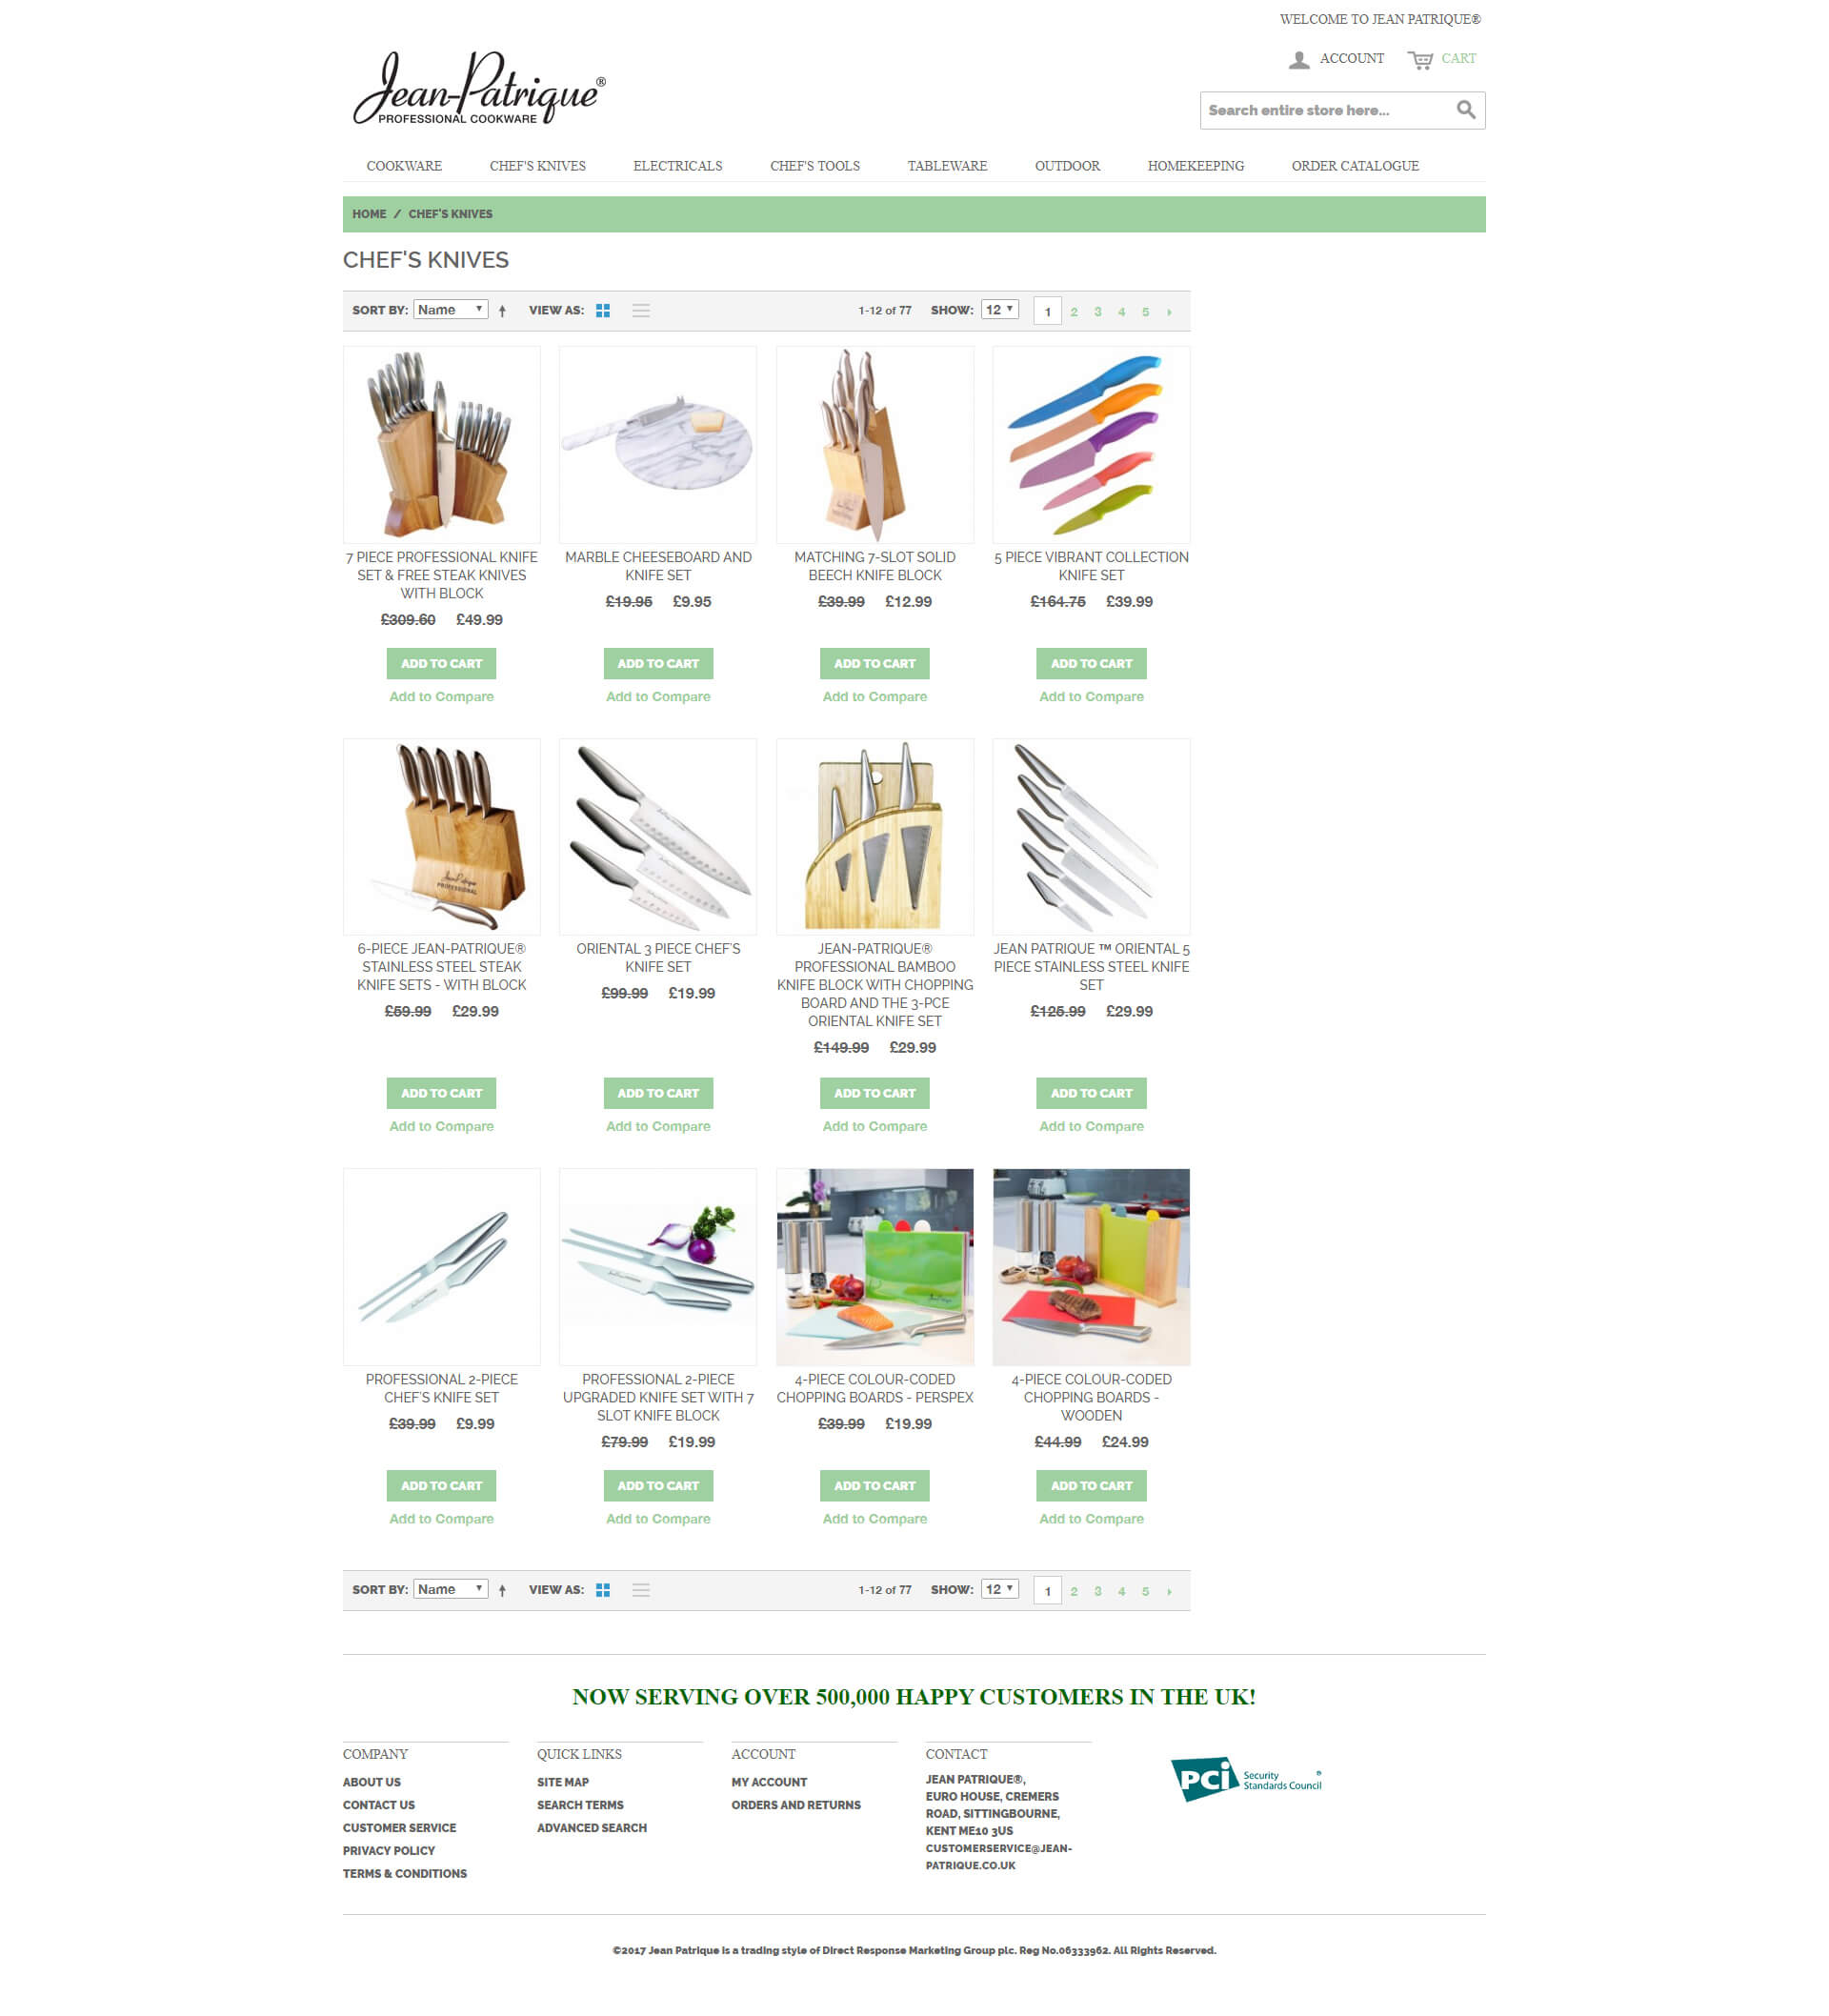 WELCOME TO JEAN PATRIQUE®
Jean-Patrique®
PROFESSIONAL COOKWARE
ACCOUNT CART
Search entire store here...
COOKWARE CHEF'S KNIVES ELECTRICALS CHEF'S TOOLS TABLEWARE OUTDOOR HOMEKEEPING ORDER CATALOGUE
HOME / CHEF'S KNIVES
CHEF'S KNIVES
SORT BY: Name VIEW AS: 1-12 of 77 SHOW: 12 1 2 3 4 5
7 PIECE PROFESSIONAL KNIFE
SET & FREE STEAK KNIVES
WITH BLOCK
£309.60 £49.99
MARBLE CHEESEBOARD AND
KNIFE SET
£19.95 £9.95
MATCHING 7-SLOT SOLID
BEECH KNIFE BLOCK
£39.99 £12.99
5 PIECE VIBRANT COLLECTION
KNIFE SET
£164.75 £39.99
ADD TO CART ADD TO CART ADD TO CART ADD TO CART
Add to Compare Add to Compare Add to Compare Add to Compare
Jean-Patrique
PROFESSIONAL
6-PIECE JEAN-PATRIQUE®
STAINLESS STEEL STEAK
KNIFE SETS - WITH BLOCK
£59.99 £29.99
ORIENTAL 3 PIECE CHEF'S
KNIFE SET
£99.99 £19.99
JEAN-PATRIQUE®
PROFESSIONAL BAMBOO
KNIFE BLOCK WITH CHOPPING
BOARD AND THE 3-PCE
ORIENTAL KNIFE SET
£149.99 £29.99
JEAN PATRIQUE ™ ORIENTAL 5
PIECE STAINLESS STEEL KNIFE
SET
£125.99 £29.99
ADD TO CART ADD TO CART ADD TO CART ADD TO CART
Add to Compare Add to Compare Add to Compare Add to Compare
Jean-Patrique
PROFESSIONAL 2-PIECE
CHEF'S KNIFE SET
£39.99 £9.99
PROFESSIONAL 2-PIECE
UPGRADED KNIFE SET WITH 7
SLOT KNIFE BLOCK
£79.99 £19.99
4-PIECE COLOUR-CODED
CHOPPING BOARDS - PERSPEX
£39.99 £19.99
4-PIECE COLOUR-CODED
CHOPPING BOARDS -
WOODEN
£44.99 £24.99
ADD TO CART ADD TO CART ADD TO CART ADD TO CART
Add to Compare Add to Compare Add to Compare Add to Compare
SORT BY: Name VIEW AS: 1-12 of 77 SHOW: 12 1 2 3 4 5
NOW SERVING OVER 500,000 HAPPY CUSTOMERS IN THE UK!
COMPANY
ABOUT US
CONTACT US
CUSTOMER SERVICE
PRIVACY POLICY
TERMS & CONDITIONS
QUICK LINKS
SITE MAP
SEARCH TERMS
ADVANCED SEARCH
ACCOUNT
MY ACCOUNT
ORDERS AND RETURNS
CONTACT
JEAN PATRIQUE®,
EURO HOUSE, CREMERS
ROAD, SITTINGBOURNE,
KENT ME10 3US
CUSTOMERSERVICE@JEAN-
PATRIQUE.CO.UK
PCi Security ®
Standards Council
©2017 Jean Patrique is a trading style of Direct Response Marketing Group plc. Reg No.06333962. All Rights Reserved.